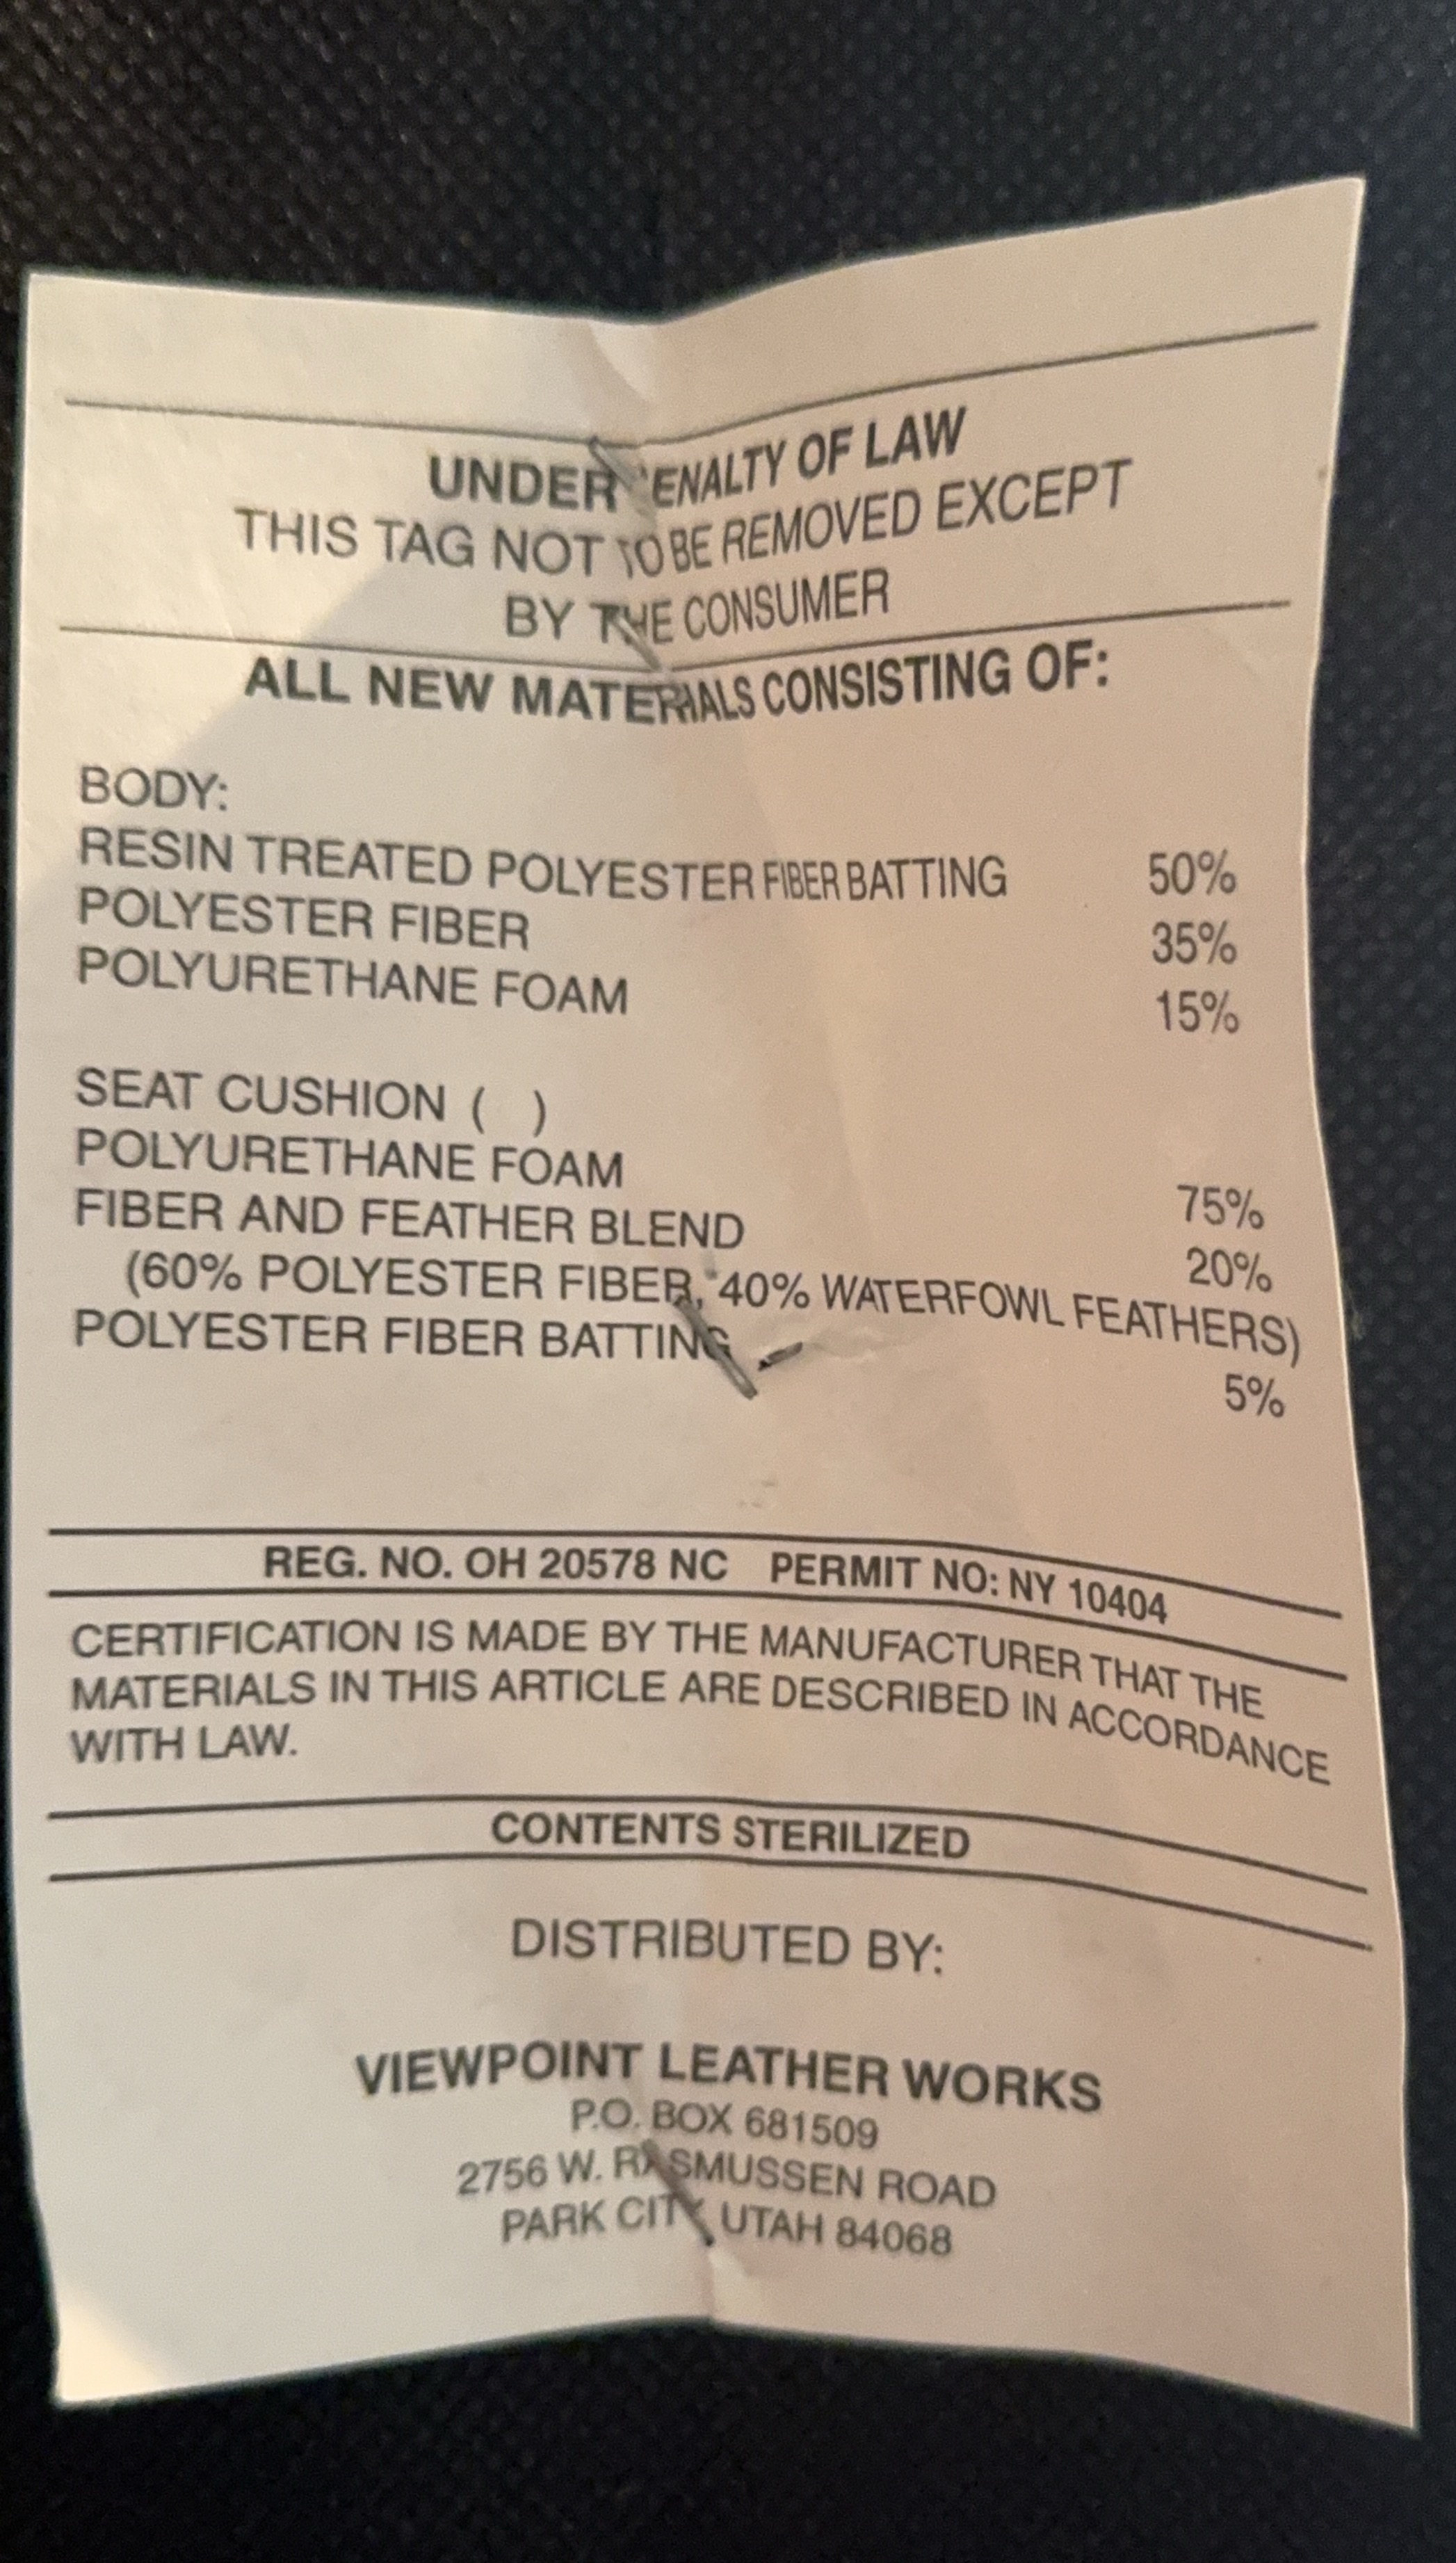 UNDER PENALTY OF LAW
THIS TAG NOT TO BE REMOVED EXCEPT
BY THE CONSUMER
ALL NEW MATERIALS CONSISTING OF:
BODY:
RESIN TREATED POLYESTER FIBER BATTING 50%
POLYESTER FIBER 35%
POLYURETHANE FOAM 15%
SEAT CUSHION ( )
POLYURETHANE FOAM 75%
FIBER AND FEATHER BLEND 20%
(60% POLYESTER FIBER, 40% WATERFOWL FEATHERS)
POLYESTER FIBER BATTING 5%
REG. NO. OH 20578 NC PERMIT NO: NY 10404
CERTIFICATION IS MADE BY THE MANUFACTURER THAT THE
MATERIALS IN THIS ARTICLE ARE DESCRIBED IN ACCORDANCE
WITH LAW.
CONTENTS STERILIZED
DISTRIBUTED BY:
VIEWPOINT LEATHER WORKS
P.O. BOX 681509
2756 W. RASMUSSEN ROAD
PARK CITY, UTAH 84068